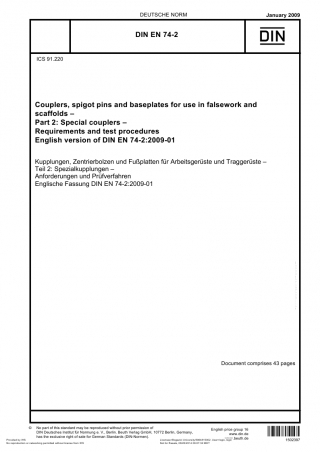 DEUTSCHE NORM
January 2009
DIN EN 74-2
DIN
ICS 91.220
Couplers, spigot pins and baseplates for use in falsework and
scaffolds –
Part 2: Special couplers –
Requirements and test procedures
English version of DIN EN 74-2:2009-01
Kupplungen, Zentrierbolzen und Fußplatten für Arbeitsgerüste und Traggerüste –
Teil 2: Spezialkupplungen –
Anforderungen und Prüfverfahren
Englische Fassung DIN EN 74-2:2009-01
Document comprises 43 pages
© No part of this standard may be reproduced without prior permission of
DIN Deutsches Institut für Normung e. V., Berlin. Beuth Verlag GmbH, 10772 Berlin, Germany,
has the exclusive right of sale for German Standards (DIN-Normen).
English price group 16
www.din.de
www.beuth.de